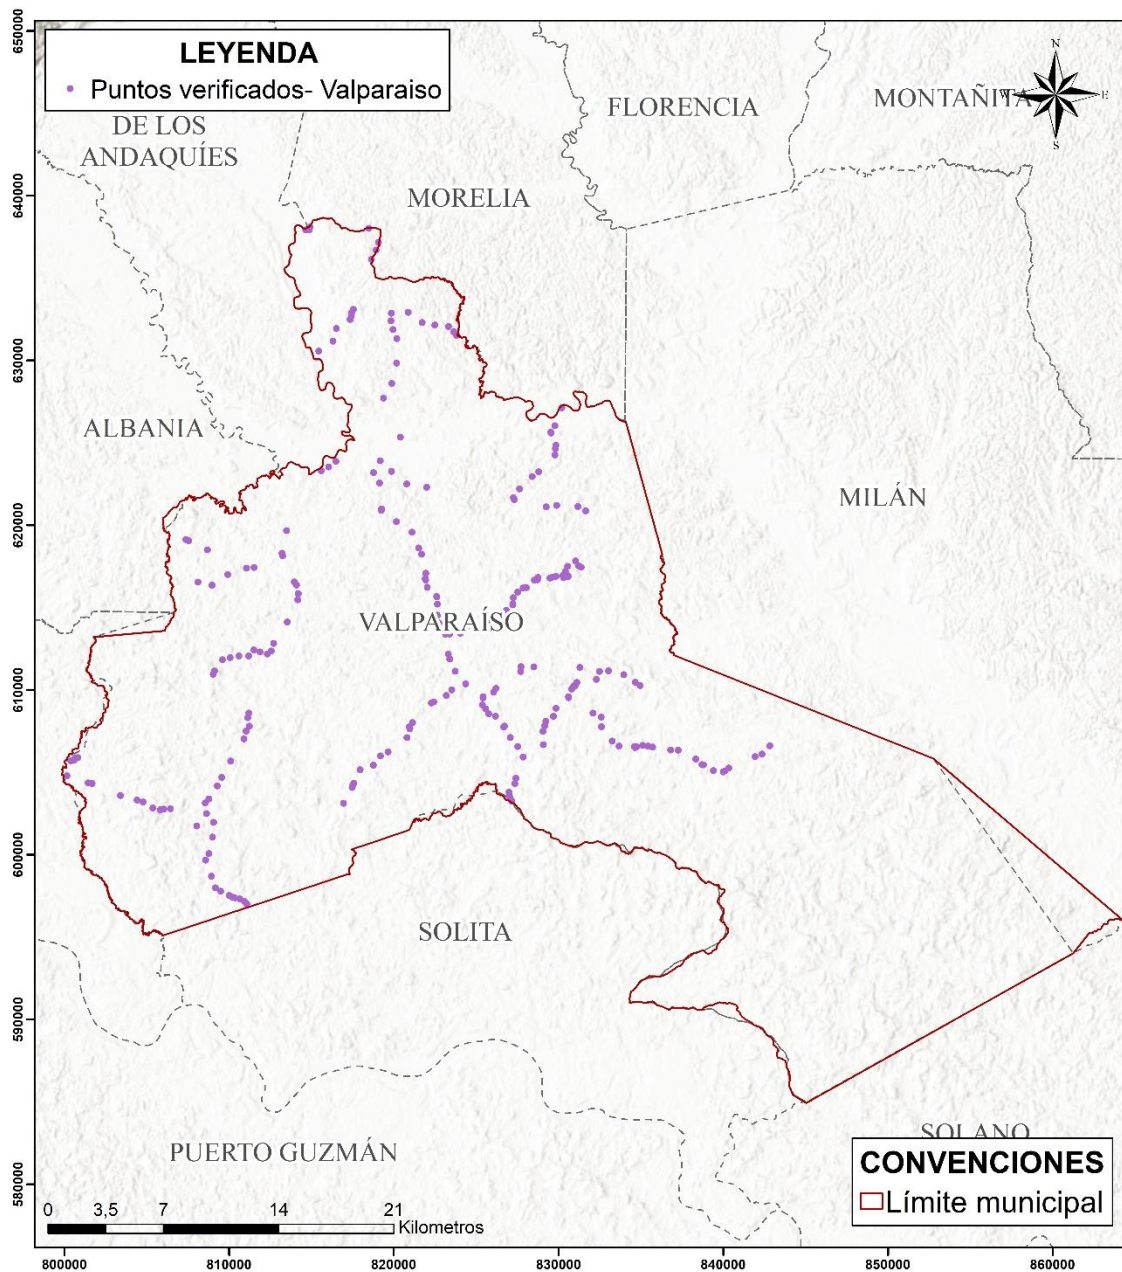 LEYENDA
Puntos verificados- Valparaiso
N
W
E
S
FLORENCIA
MONTAÑITA
DE LOS
ANDAQUÍES
MORELIA
ALBANIA
MILÁN
VALPARAÍSO
SOLITA
PUERTO GUZMÁN
SOLANO
CONVENCIONES
Límite municipal
0 3,5 7 14 21
Kilometros
650000
640000
630000
620000
610000
600000
590000
580000
800000 810000 820000 830000 840000 850000 860000